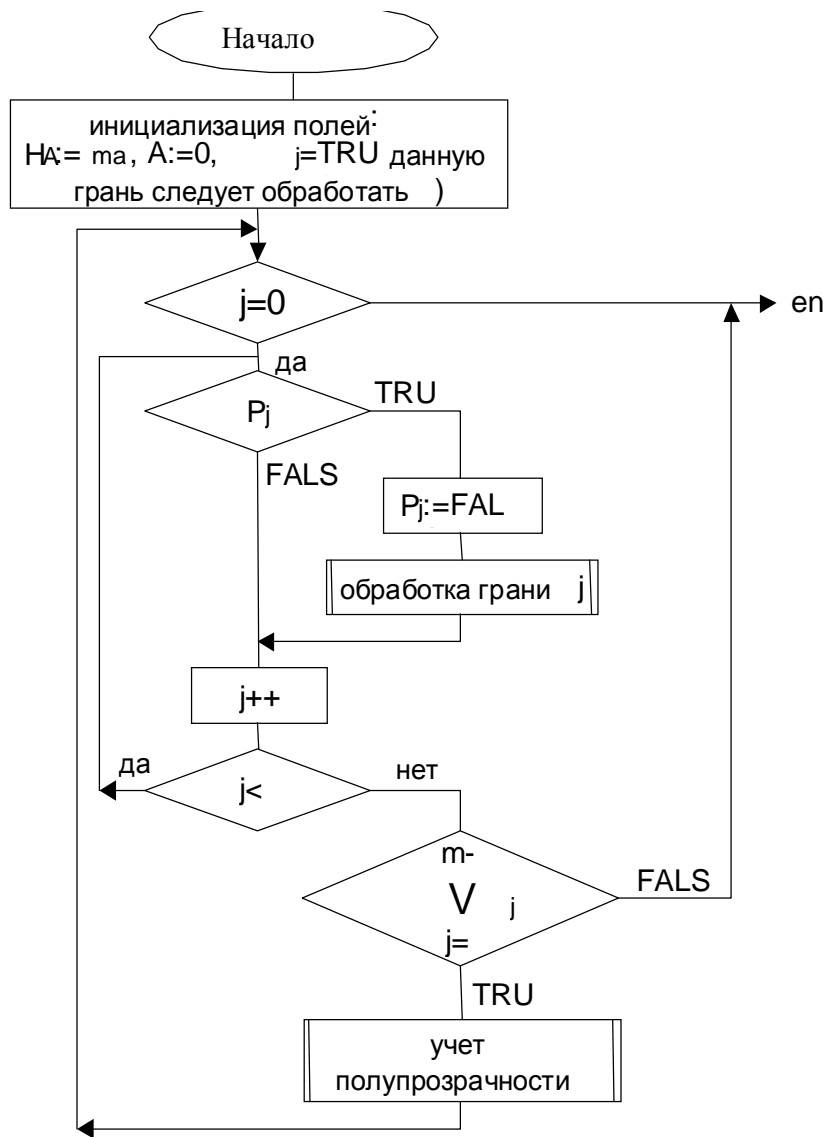 Начало
инициализация полей:
HA:= ma, A:=0, j=TRU данную
грань следует обработать )
j=0
en
да
Pj
TRU
FALS
Pj:=FAL
обработка грани j
j++
да
j<
нет
m-
V j
j=
FALS
TRU
учет
полупрозрачности